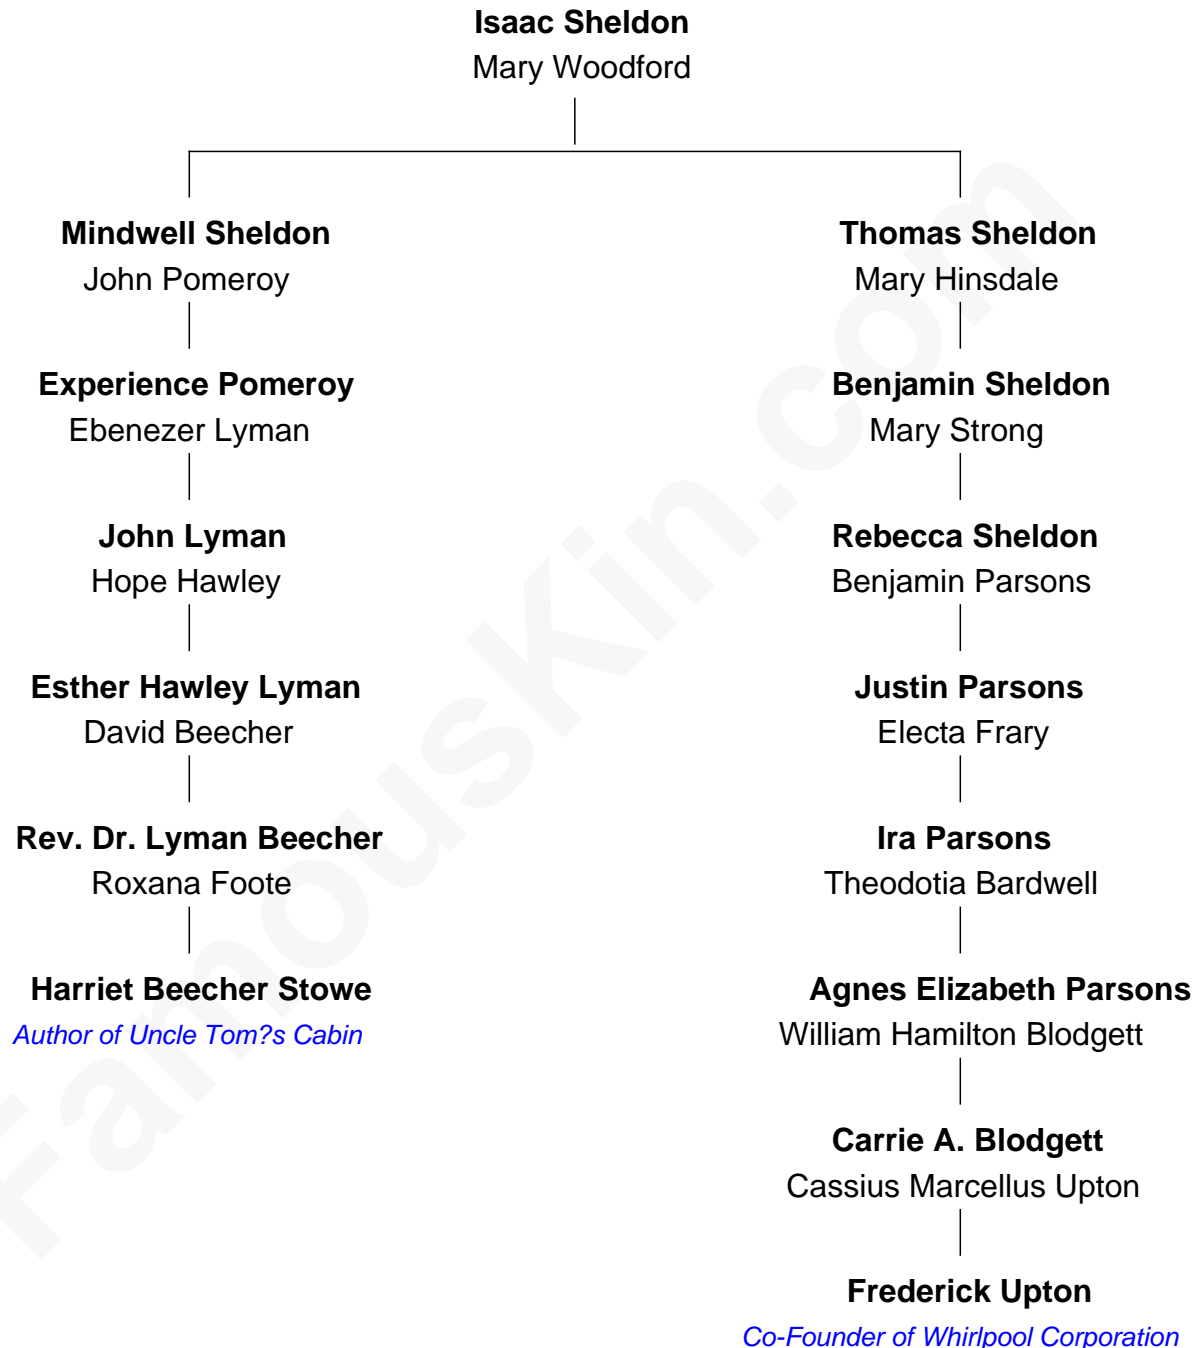 Isaac Sheldon
Mary Woodford
Mindwell Sheldon
John Pomeroy
Thomas Sheldon
Mary Hinsdale
Experience Pomeroy
Ebenezer Lyman
Benjamin Sheldon
Mary Strong
John Lyman
Hope Hawley
Rebecca Sheldon
Benjamin Parsons
Esther Hawley Lyman
David Beecher
Justin Parsons
Electa Frary
Rev. Dr. Lyman Beecher
Roxana Foote
Ira Parsons
Theodotia Bardwell
Harriet Beecher Stowe
Author of Uncle Tom?s Cabin
Agnes Elizabeth Parsons
William Hamilton Blodgett
Carrie A. Blodgett
Cassius Marcellus Upton
Frederick Upton
Co-Founder of Whirlpool Corporation
FamousKin.com